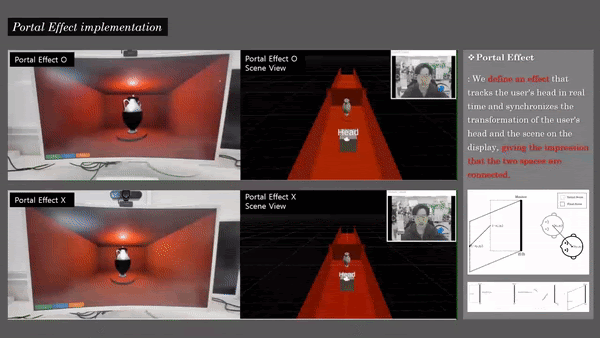 Portal Effect implementation
Portal Effect O
Portal Effect O
Scene View
Head
Portal Effect X
Portal Effect X
Scene View
Head
❖Portal Effect
: We define an effect that
tracks the user's head in real
time and synchronizes the
transformation of the user's
head and the scene on the
display, giving the impression
that the two spaces are
connected.